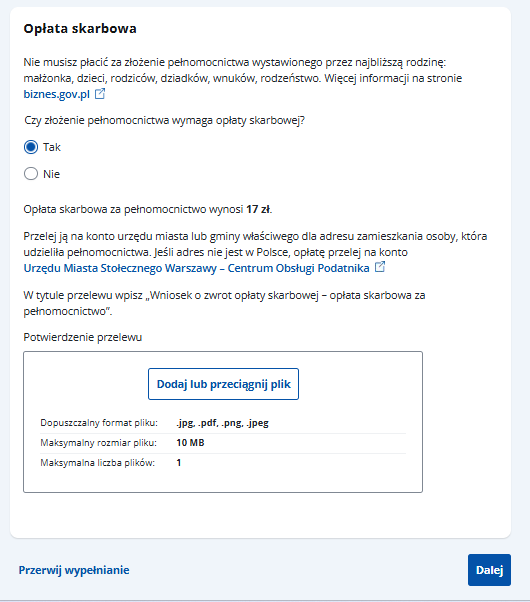 Opłata skarbowa
Nie musisz płacić za złożenie pełnomocnictwa wystawionego przez najbliższą rodzinę:
małżonka, dzieci, rodziców, dziadków, wnuków, rodzeństwo. Więcej informacji na stronie
biznes.gov.pl
Czy złożenie pełnomocnictwa wymaga opłaty skarbowej?
Tak
Nie
Opłata skarbowa za pełnomocnictwo wynosi 17 zł.
Przelej ją na konto urzędu miasta lub gminy właściwego dla adresu zamieszkania osoby, która
udzieliła pełnomocnictwa. Jeśli adres nie jest w Polsce, opłatę przelej na konto
Urzędu Miasta Stołecznego Warszawy – Centrum Obsługi Podatnika
W tytule przelewu wpisz „Wniosek o zwrot opłaty skarbowej – opłata skarbowa za
pełnomocnictwo”.
Potwierdzenie przelewu
Dodaj lub przeciągnij plik
Dopuszczalny format pliku: .jpg, .pdf, .png, .jpeg
Maksymalny rozmiar pliku: 10 MB
Maksymalna liczba plików: 1
Przerwij wypełnianie
Dalej